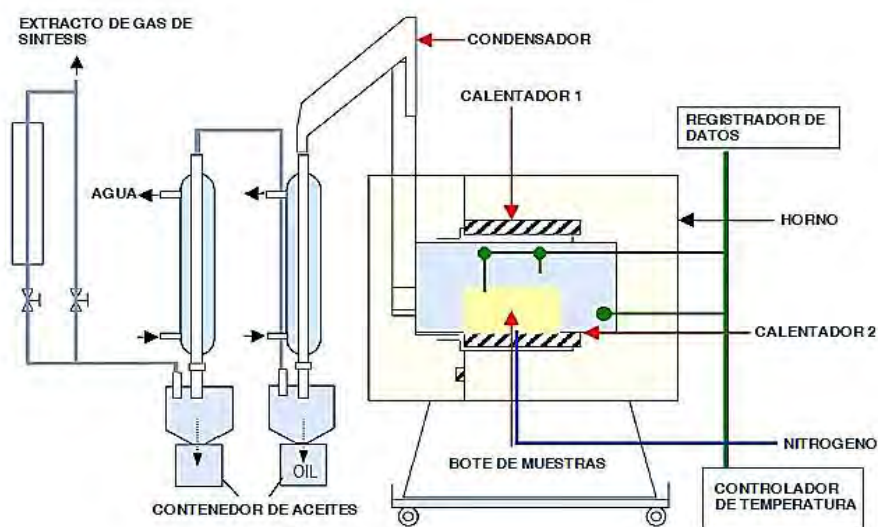 EXTRACTO DE GAS DE
SINTESIS
CONDENSADOR
CALENTADOR 1
REGISTRADOR DE
DATOS
AGUA
HORNO
CALENTADOR 2
NITROGENO
BOTE DE MUESTRAS
OIL
CONTENEDOR DE ACEITES
CONTROLADOR
DE TEMPERATURA